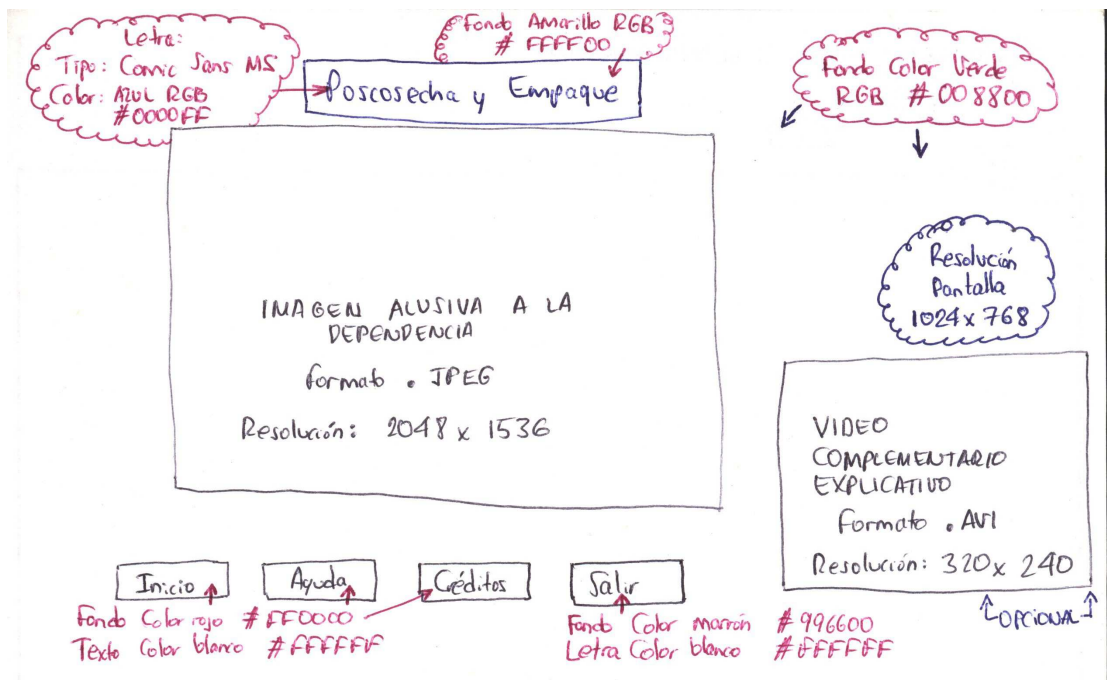 Letra:
Tipo: Comic Sans MS
Color: AZUL RGB
#0000FF
Fondo Amarillo RGB
# FFFF00
Poscosecha y Empaque
Fondo Color Verde
RGB #008800
Resolución
Pantalla
1024 x 768
IMAGEN ALUSIVA A LA
DEPENDENCIA
formato . JPEG
Resolución: 2048 x 1536
VIDEO
COMPLEMENTARIO
EXPLICATIVO
Formato . AVI
Resolución: 320 x 240
OPCIONAL
Inicio
Ayuda
Créditos
Salir
Fondo Color rojo #FF0000
Texto Color blanco #FFFFFF
Fondo Color marrón #996600
Letra Color blanco #FFFFFF